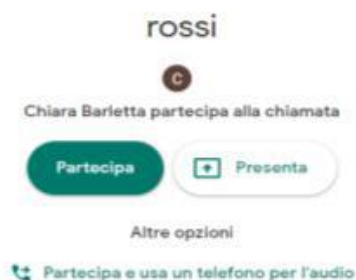 rossi
C
Chiara Barletta partecipa alla chiamata
Partecipa
Presenta
Altre opzioni
Partecipa e usa un telefono per l'audio